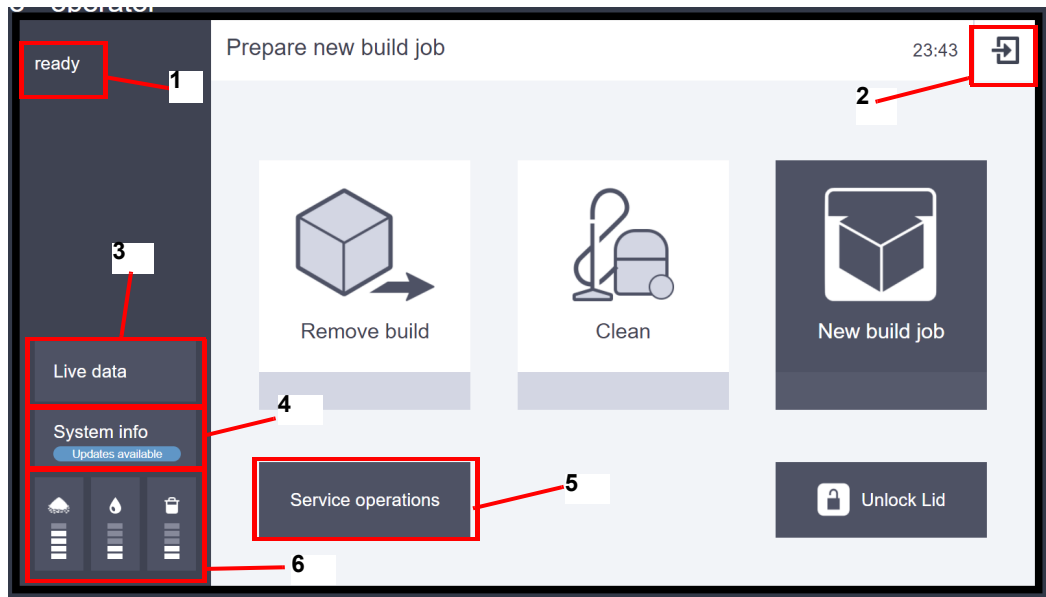 operator
ready
1
Prepare new build job
23:43
2
3
Remove build
Clean
New build job
Live data
4
System info
Updates available
5
Service operations
Unlock Lid
6